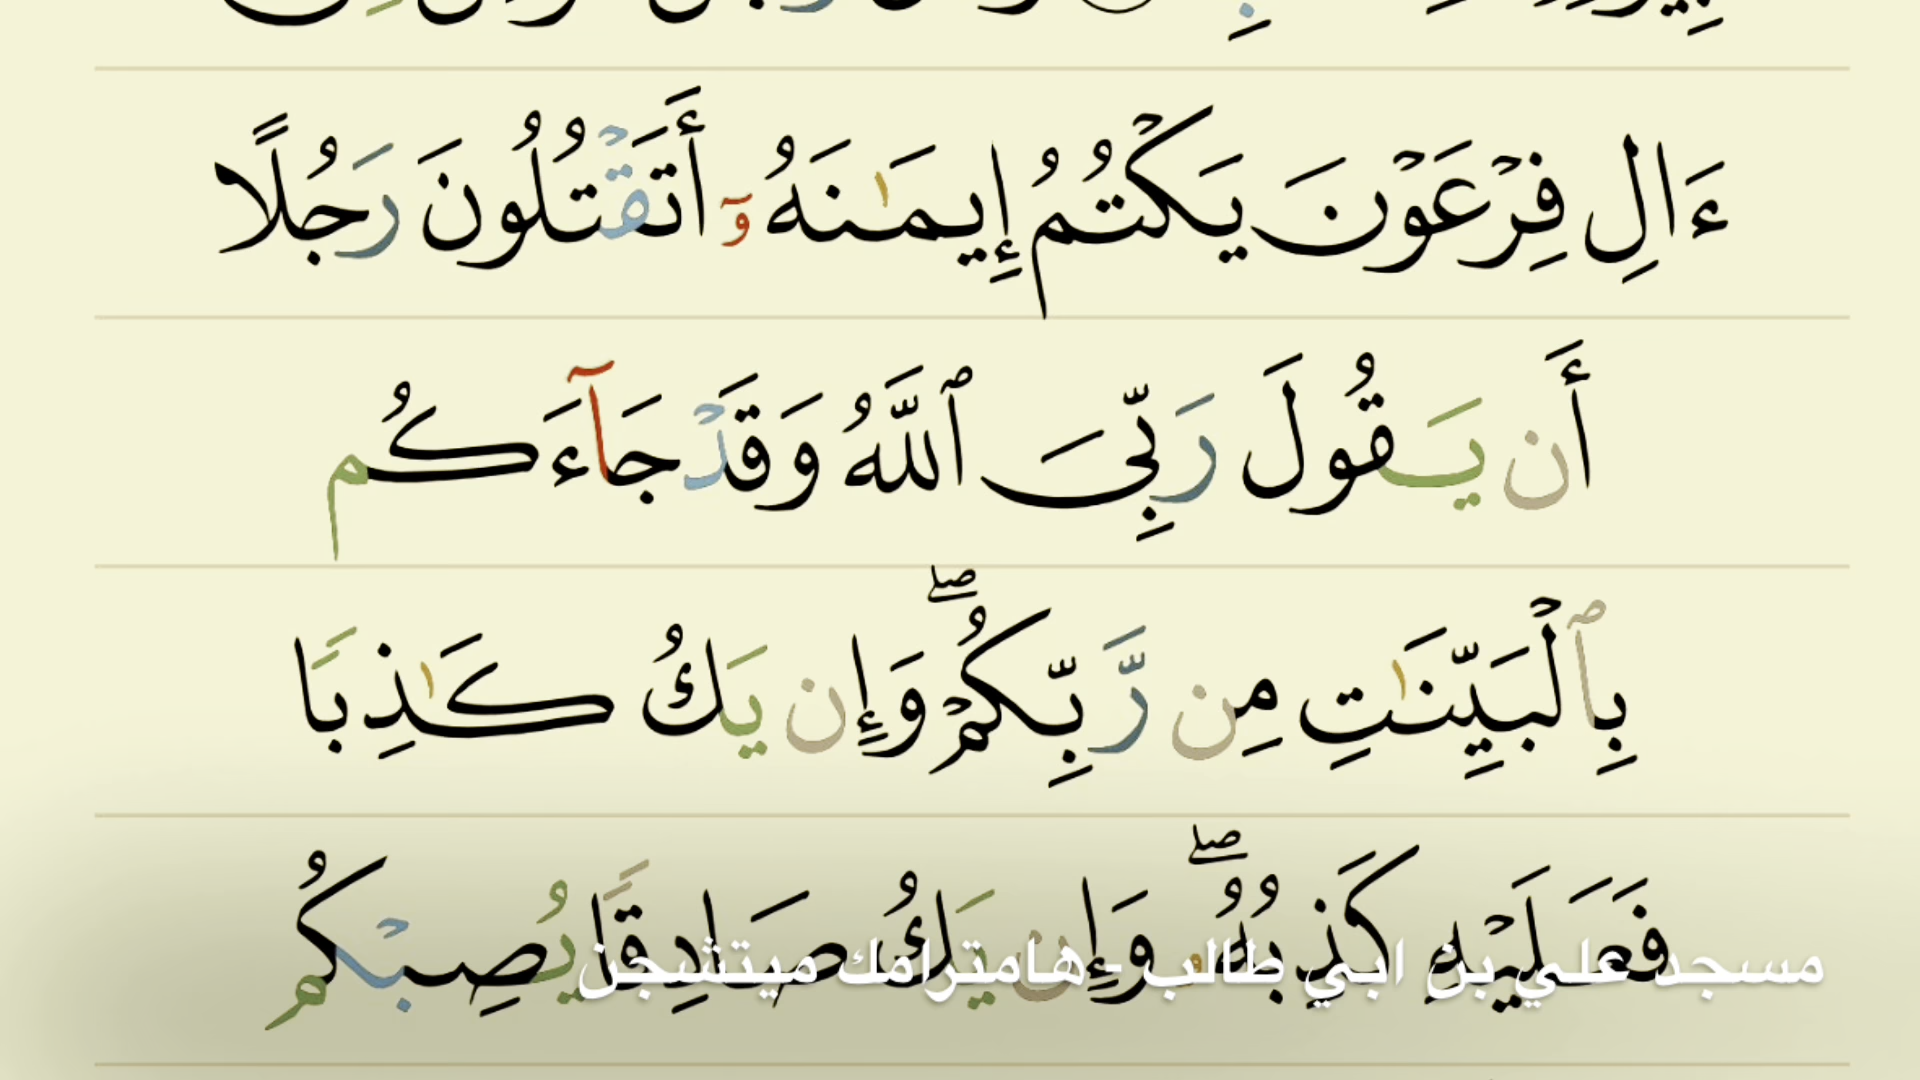 ءَالِ فِرْعَوْنَ يَكْتُمُ إِيمَٰنَهُۥٓ أَتَقْتُلُونَ رَجُلًا
أَن يَقُولَ رَبِّىَ ٱللَّهُ وَقَدْ جَآءَكُم
بِٱلْبَيِّنَٰتِ مِن رَّبِّكُمْ ۖ وَإِن يَكُ كَٰذِبًا
فَعَلَيْهِ كَذِبُهُۥ ۖ وَإِن يَكُ صَادِقًا يُصِبْكُم
مسجد علي بن ابي طالب - هامترامك ميتشجن